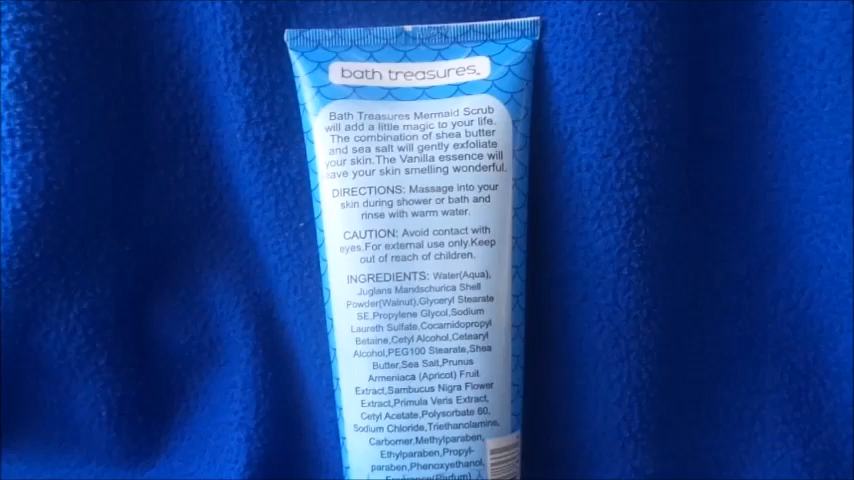 bath treasures™
Bath Treasures Mermaid Scrub
will add a little magic to your life.
The combination of shea butter
and sea salt will gently exfoliate
your skin.The Vanilla essence will
leave your skin smelling wonderful.
DIRECTIONS: Massage into your
skin during shower or bath and
rinse with warm water.
CAUTION: Avoid contact with
eyes.For external use only.Keep
out of reach of children.
INGREDIENTS: Water(Aqua),
Juglans Mandschurica Shell
Powder(Walnut),Glyceryl Stearate
SE,Propylene Glycol,Sodium
Laureth Sulfate,Cocamidopropyl
Betaine,Cetyl Alcohol,Cetearyl
Alcohol,PEG100 Stearate,Shea
Butter,Sea Salt,Prunus
Armeniaca (Apricot) Fruit
Extract,Sambucus Nigra Flower
Extract,Primula Veris Extract,
Cetyl Acetate,Polysorbate 60,
Sodium Chloride,Triethanolamine,
Carbomer,Methylparaben,
Ethylparaben,Propyl-
paraben,Phenoxyethanol,
Fragrance(Parfum)